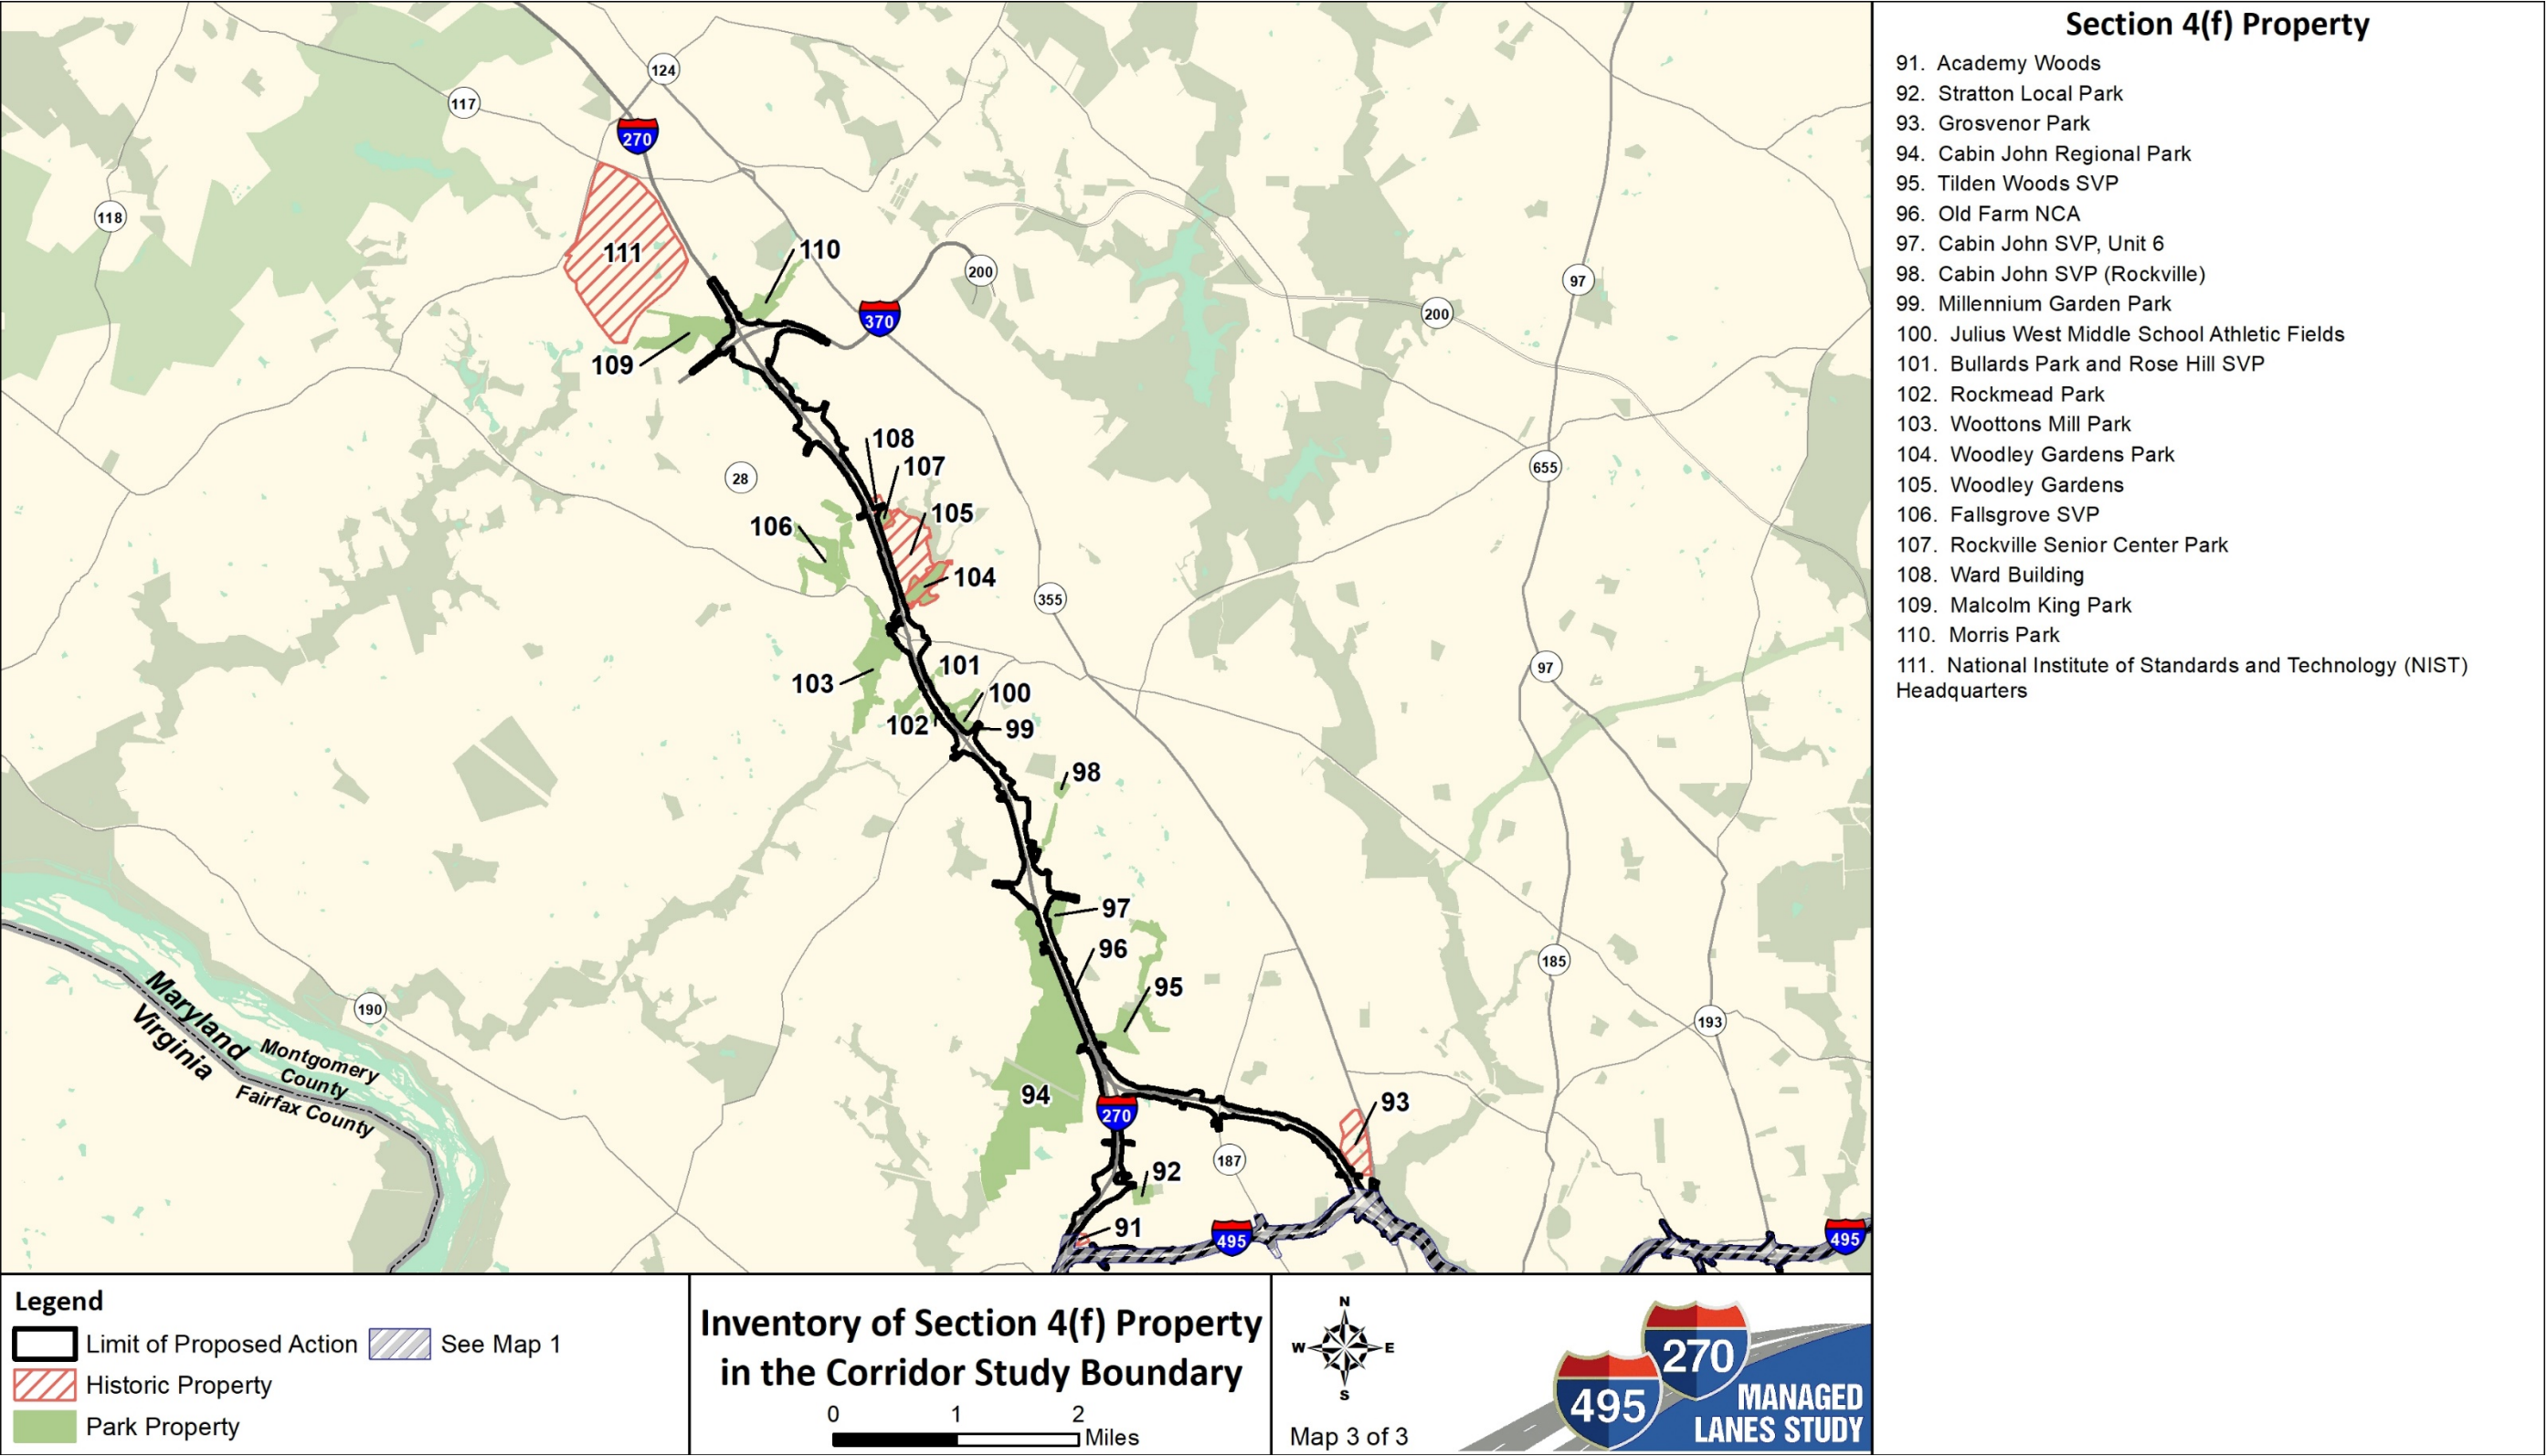 124
117
270
118
111
110
200
97
370
200
109
108
107
655
28
105
106
104
355
101
97
103
100
102
99
98
97
96
95
185
190
Maryland
Virginia
Montgomery
County
Fairfax County
193
94
93
270
187
92
91
495
495
Section 4(f) Property
91. Academy Woods
92. Stratton Local Park
93. Grosvenor Park
94. Cabin John Regional Park
95. Tilden Woods SVP
96. Old Farm NCA
97. Cabin John SVP, Unit 6
98. Cabin John SVP (Rockville)
99. Millennium Garden Park
100. Julius West Middle School Athletic Fields
101. Bullards Park and Rose Hill SVP
102. Rockmead Park
103. Woottons Mill Park
104. Woodley Gardens Park
105. Woodley Gardens
106. Fallsgrove SVP
107. Rockville Senior Center Park
108. Ward Building
109. Malcolm King Park
110. Morris Park
111. National Institute of Standards and Technology (NIST)
Headquarters
Legend
Limit of Proposed Action
See Map 1
Historic Property
Park Property
Inventory of Section 4(f) Property
in the Corridor Study Boundary
0 1 2
Miles
N
W E
S
Map 3 of 3
270
495
MANAGED
LANES STUDY